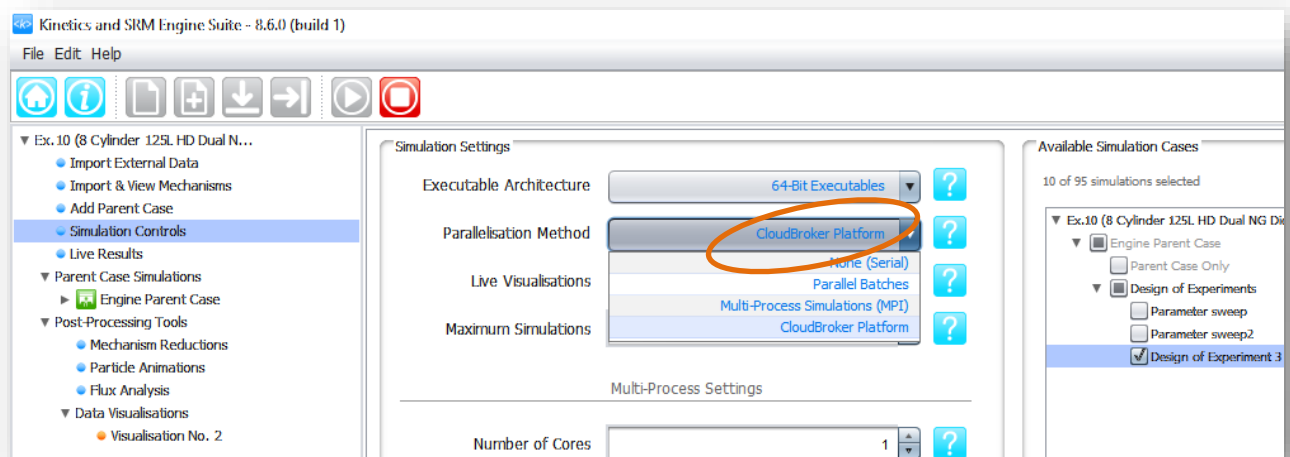 Kinetics and SRM Engine Suite - 8.6.0 (build 1)
File Edit Help
Ex.10 (8 Cylinder 125L HD Dual N...
Import External Data
Import & View Mechanisms
Add Parent Case
Simulation Controls
Live Results
Parent Case Simulations
Engine Parent Case
Post-Processing Tools
Mechanism Reductions
Particle Animations
Flux Analysis
Data Visualisations
Visualisation No. 2
Simulation Settings
Executable Architecture 64-Bit Executables ?
Parallelisation Method CloudBroker Platform ?
None (Serial)
Parallel Batches
Multi-Process Simulations (MPI)
CloudBroker Platform
Live Visualisations ?
Maximum Simulations ?
Multi-Process Settings
Number of Cores 1 ?
Available Simulation Cases
10 of 95 simulations selected
Ex.10 (8 Cylinder 125L HD Dual NG Di
Engine Parent Case
Parent Case Only
Design of Experiments
Parameter sweep
Parameter sweep2
Design of Experiment 3